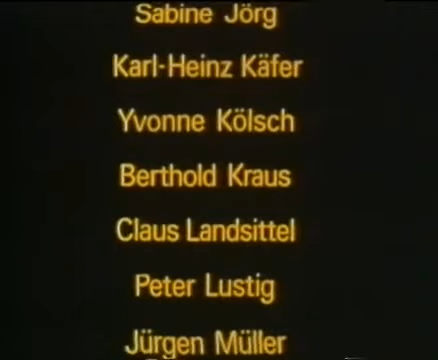 Sabine Jörg
Karl-Heinz Käfer
Yvonne Kölsch
Berthold Kraus
Claus Landsittel
Peter Lustig
Jürgen Müller